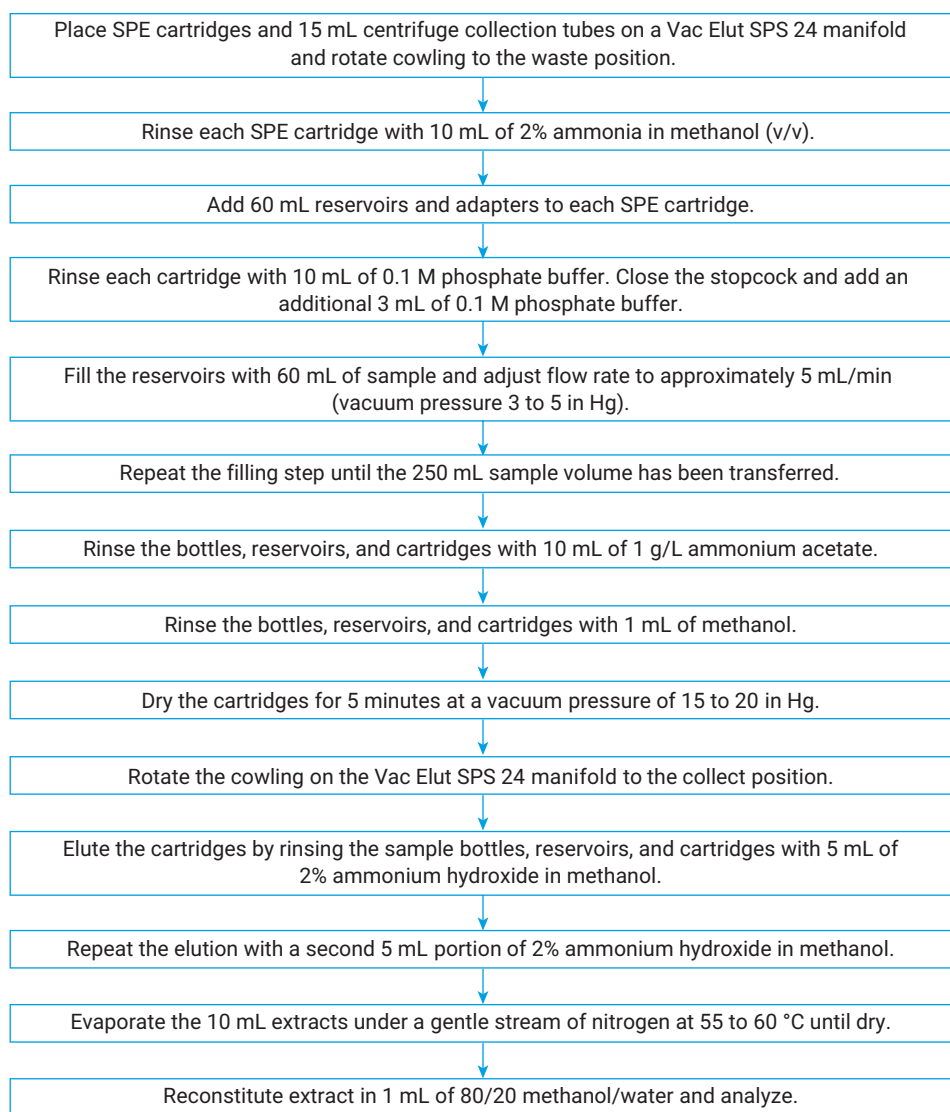 Place SPE cartridges and 15 mL centrifuge collection tubes on a Vac Elut SPS 24 manifold
and rotate cowling to the waste position.
Rinse each SPE cartridge with 10 mL of 2% ammonia in methanol (v/v).
Add 60 mL reservoirs and adapters to each SPE cartridge.
Rinse each cartridge with 10 mL of 0.1 M phosphate buffer. Close the stopcock and add an
additional 3 mL of 0.1 M phosphate buffer.
Fill the reservoirs with 60 mL of sample and adjust flow rate to approximately 5 mL/min
(vacuum pressure 3 to 5 in Hg).
Repeat the filling step until the 250 mL sample volume has been transferred.
Rinse the bottles, reservoirs, and cartridges with 10 mL of 1 g/L ammonium acetate.
Rinse the bottles, reservoirs, and cartridges with 1 mL of methanol.
Dry the cartridges for 5 minutes at a vacuum pressure of 15 to 20 in Hg.
Rotate the cowling on the Vac Elut SPS 24 manifold to the collect position.
Elute the cartridges by rinsing the sample bottles, reservoirs, and cartridges with 5 mL of
2% ammonium hydroxide in methanol.
Repeat the elution with a second 5 mL portion of 2% ammonium hydroxide in methanol.
Evaporate the 10 mL extracts under a gentle stream of nitrogen at 55 to 60 °C until dry.
Reconstitute extract in 1 mL of 80/20 methanol/water and analyze.